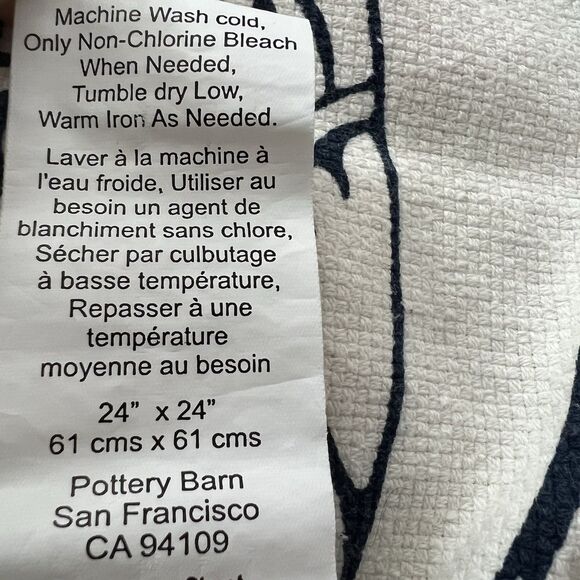 Machine Wash cold,
Only Non-Chlorine Bleach
When Needed,
Tumble dry Low,
Warm Iron As Needed.
Laver à la machine à
l'eau froide, Utiliser au
besoin un agent de
blanchiment sans chlore,
Sécher par culbutage
à basse température,
Repasser à une
température
moyenne au besoin
24” x 24”
61 cms x 61 cms
Pottery Barn
San Francisco
CA 94109